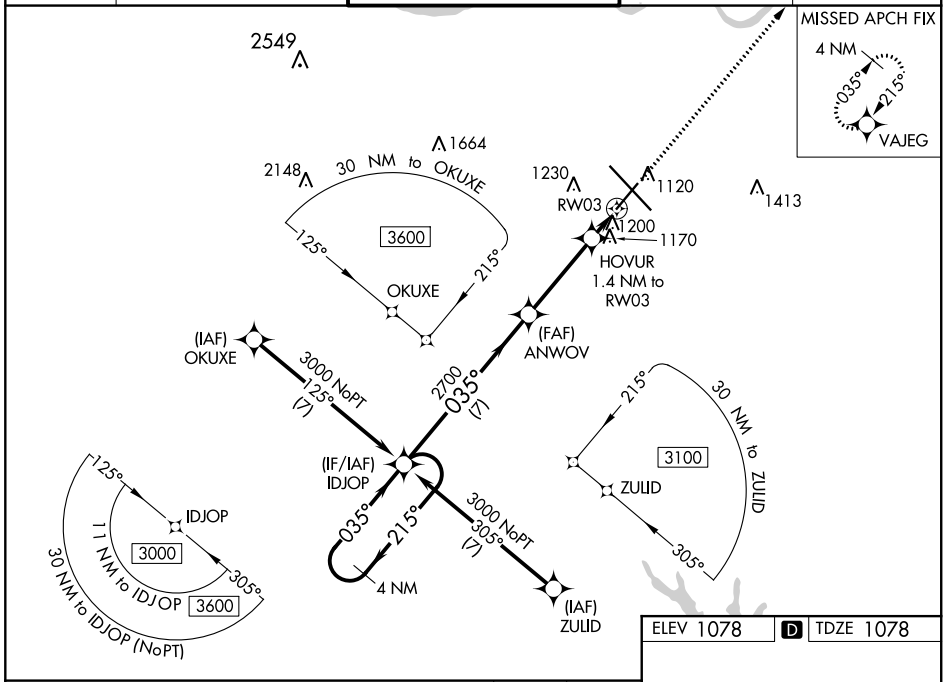 MISSED APCH FIX
4 NM
035°
215°
VAJEG
2549
1664
2148
30 NM to OKUXE
3600
125°
215°
OKUXE
1230
RW03
1120
1413
1200
1170
HOVUR
1.4 NM to
RW03
(FAF)
ANWOV
(IAF)
OKUXE
3000 NoPT
125°
(7)
2700
035°
(7)
(IF/IAF)
IDJOP
035°
215°
4 NM
3000 NoPT
305°
(7)
(IAF)
ZULID
215°
30 NM to ZULID
3100
ZULID
305°
125°
IDJOP
3000
11 NM to IDJOP
3600
305°
30 NM to IDJOP (NoPT)
ELEV 1078 D TDZE 1078